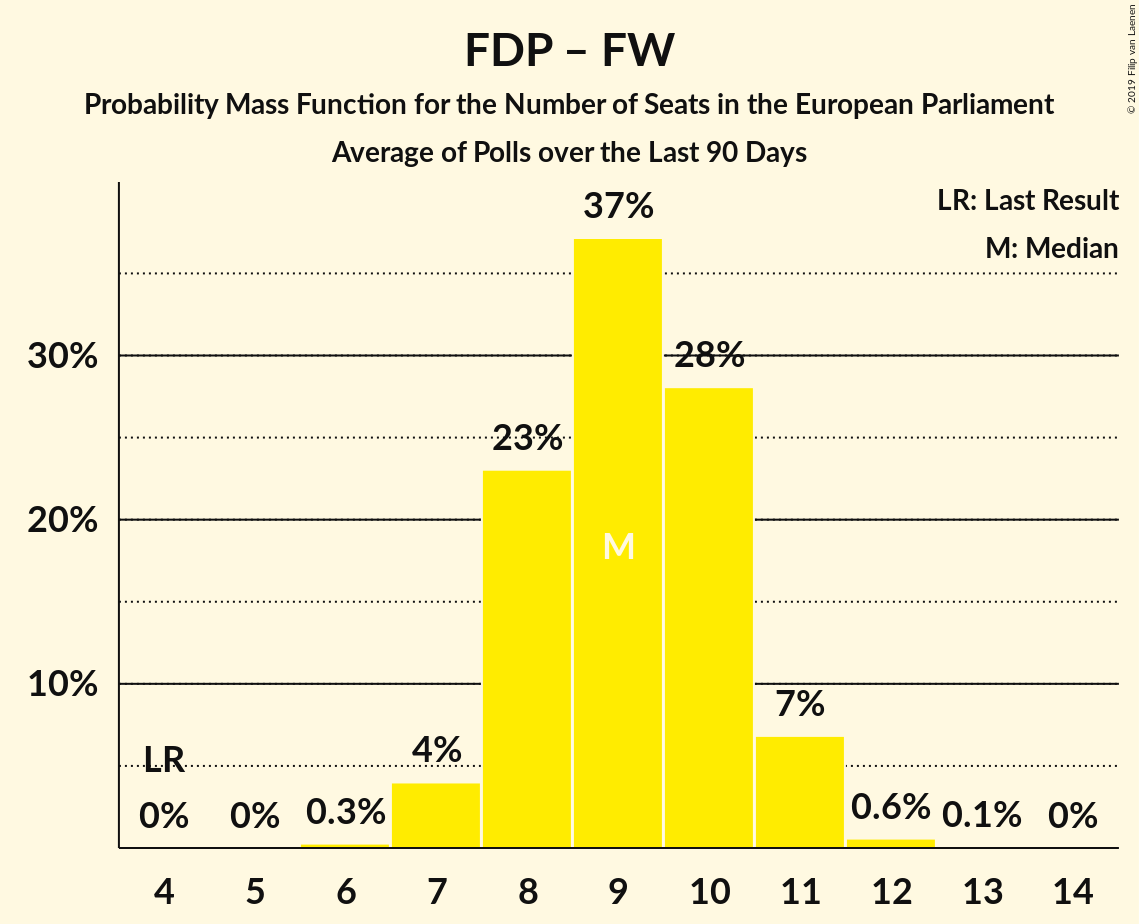 FDP – FW
Probability Mass Function for the Number of Seats in the European Parliament
Average of Polls over the Last 90 Days
© 2019 Filip van Laenen
LR: Last Result
M: Median
37%
30%
28%
23%
20%
M
10%
7%
LR
4%
0%
0%
0.3%
0.6%
0.1%
0%
4 5 6 7 8 9 10 11 12 13 14